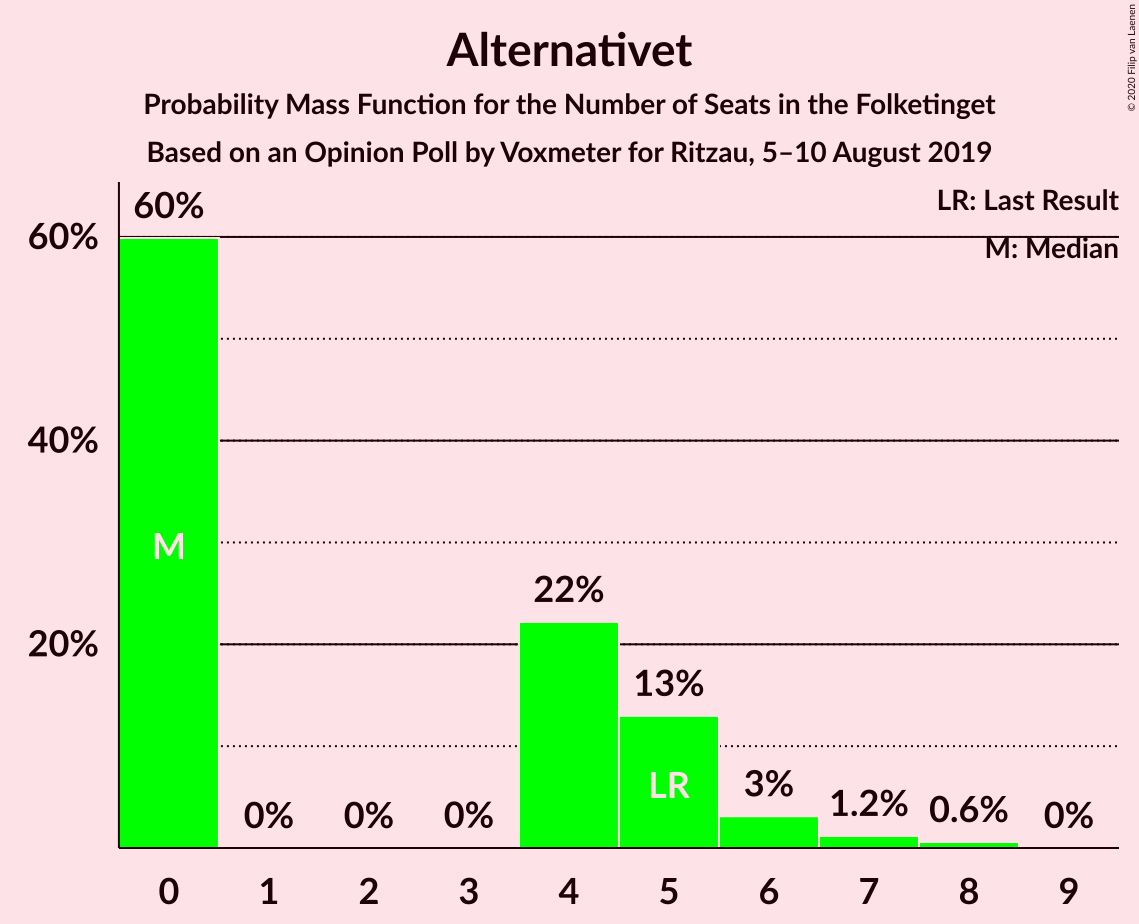 Alternativet
Probability Mass Function for the Number of Seats in the Folketinget
Based on an Opinion Poll by Voxmeter for Ritzau, 5–10 August 2019
© 2020 Filip van Laenen
LR: Last Result
M: Median
60%
40%
20%
60%
0%
0%
0%
22%
13%
3%
1.2%
0.6%
0%
M
LR
0 1 2 3 4 5 6 7 8 9